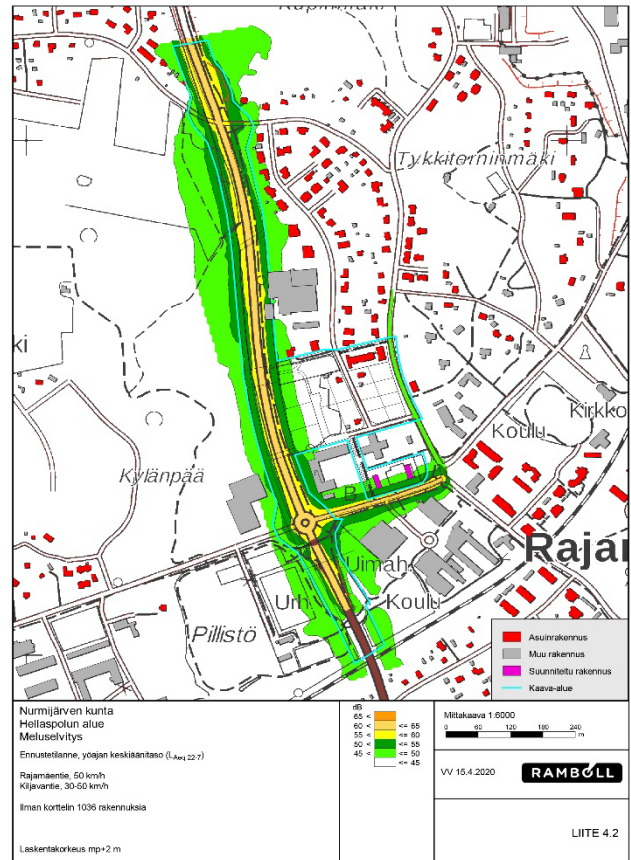 Kupinmäki
Tykkitorninmäki
ki
Kylänpää
Kirkko
Koulu
B
Rajar
Uimah.
Urh.
Koulu
Pillistö
Asuinrakennus
Muu rakennus
Suunniteltu rakennus
Kaava-alue
Nurmijärven kunta
Hellaspolun alue
Meluselvitys
Ennustetilanne, yöajan keskiäänitaso (LAeq 22-7)
Rajamäentie, 50 km/h
Kiljavantie, 30-50 km/h
Ilman korttelin 1036 rakennuksia
Laskentakorkeus mp+2 m
dB
65 <
60 < <= 65
55 < <= 60
50 < <= 55
45 < <= 50
<= 45
Mittakaava 1:6000
0 60 120 180 240
m
VV 15.4.2020
RAMBOLL
LIITE 4.2